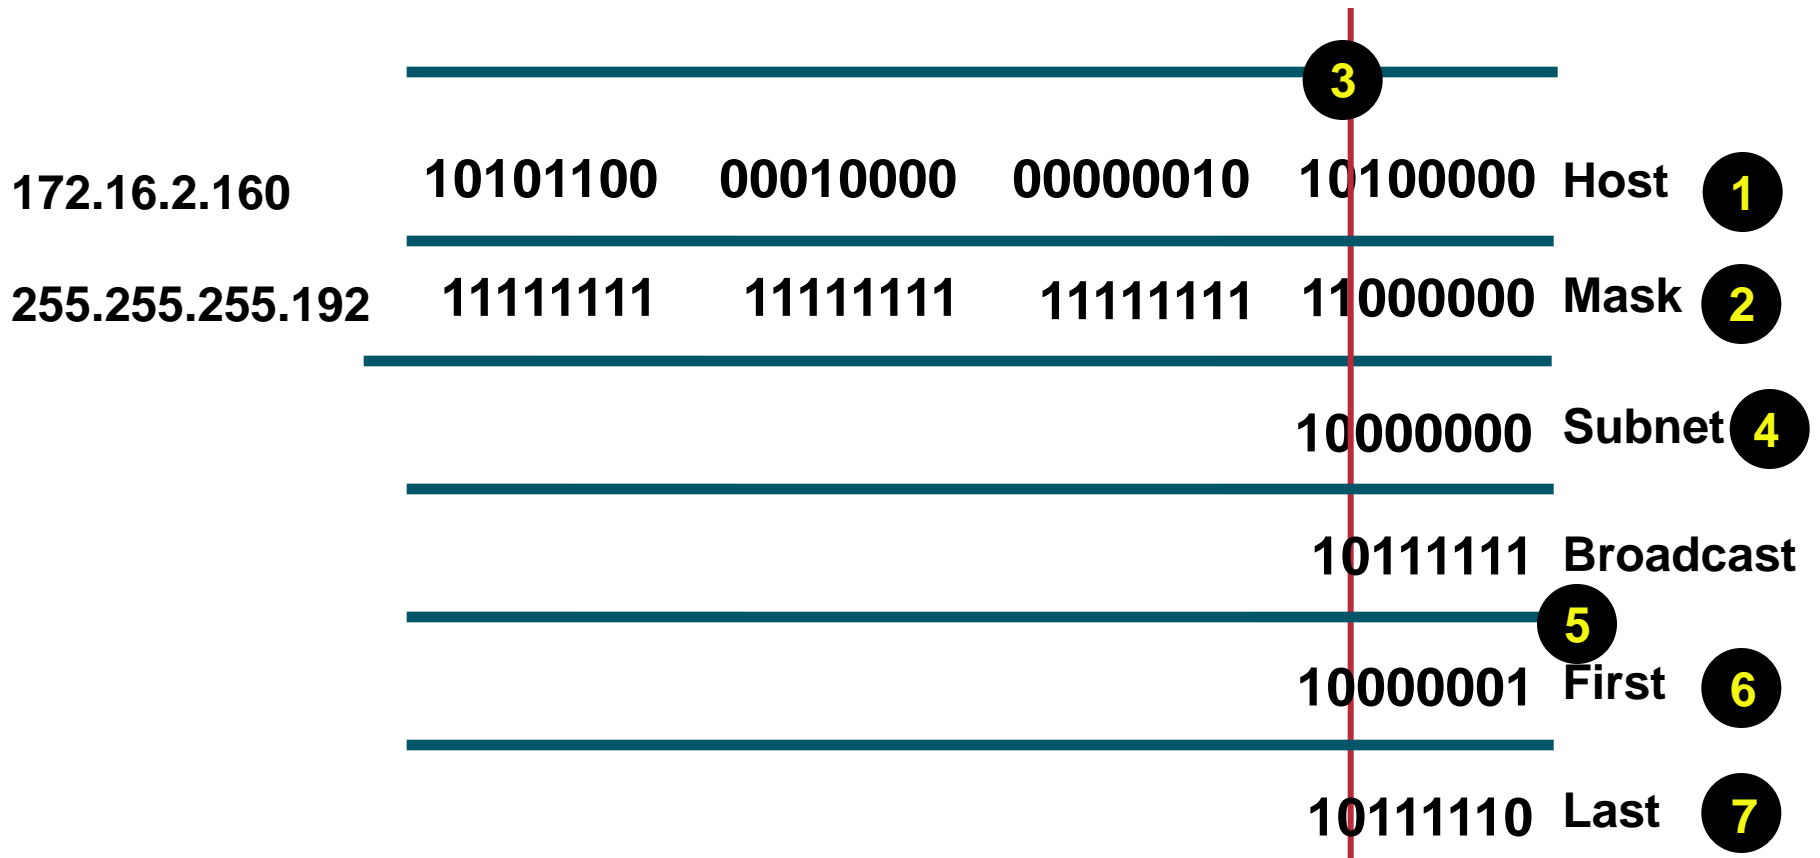 3
172.16.2.160 10101100 00010000 00000010 10100000 Host 1
255.255.255.192 11111111 11111111 11111111 11000000 Mask 2
10000000 Subnet 4
10111111 Broadcast
5
10000001 First 6
10111110 Last 7